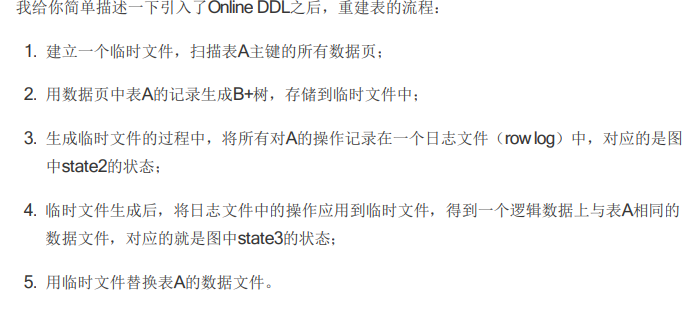 我给你简单描述一下引入了Online DDL之后，重建表的流程：
1. 建立一个临时文件，扫描表A主键的所有数据页；
2. 用数据页中表A的记录生成B+树，存储到临时文件中；
3. 生成临时文件的过程中，将所有对A的操作记录在一个日志文件（row log）中，对应的是图
中state2的状态；
4. 临时文件生成后，将日志文件中的操作应用到临时文件，得到一个逻辑数据上与表A相同的
数据文件，对应的就是图中state3的状态；
5. 用临时文件替换表A的数据文件。